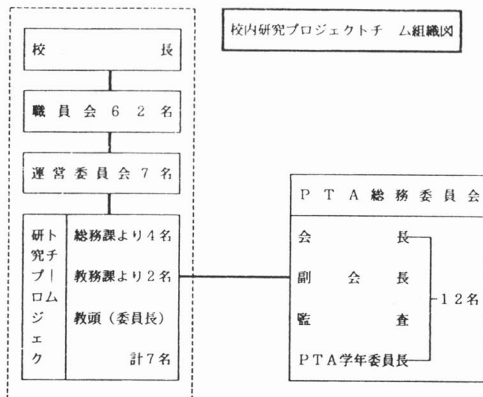 校内研究プロジェクトチーム組織図
校長
職員会62名
運営委員会7名
研究プロジェクトチーム
総務課より4名
教務課より2名
教頭（委員長）
計7名
PTA総務委員会
会長
副会長
監査
PTA学年委員長
12名